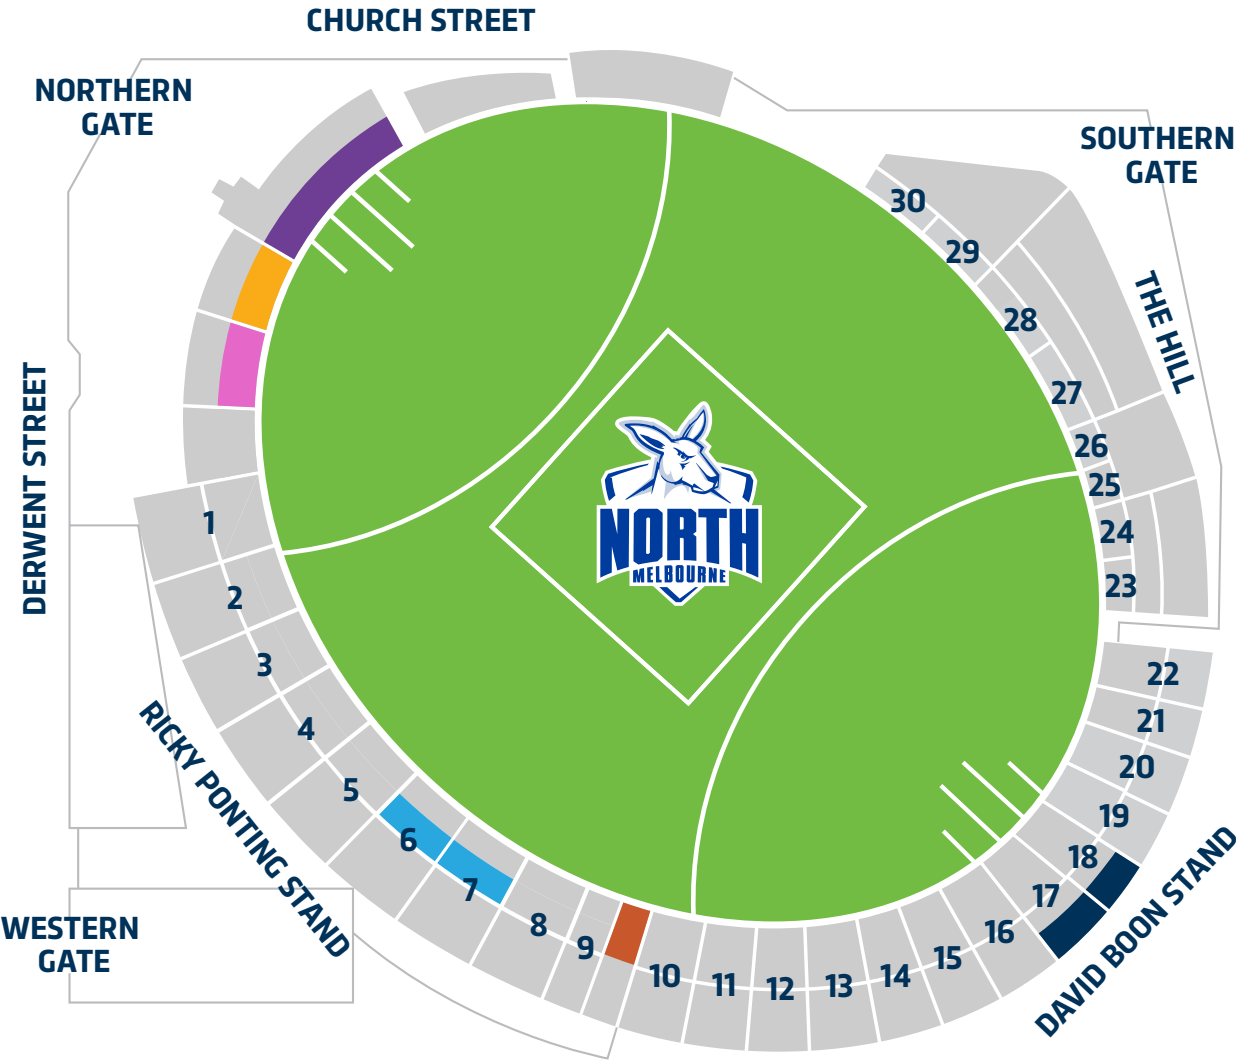 CHURCH STREET
NORTHERN
GATE
SOUTHERN
GATE
30
29
28
THE HILL
27
26
25
24
23
DERWENT STREET
NORTH
MELBOURNE
1
2
3
4
5
6
7
8
9
10
11
12
13
14
15
16
17
18
19
20
21
22
RICKY PONTING STAND
DAVID BOON STAND
WESTERN
GATE